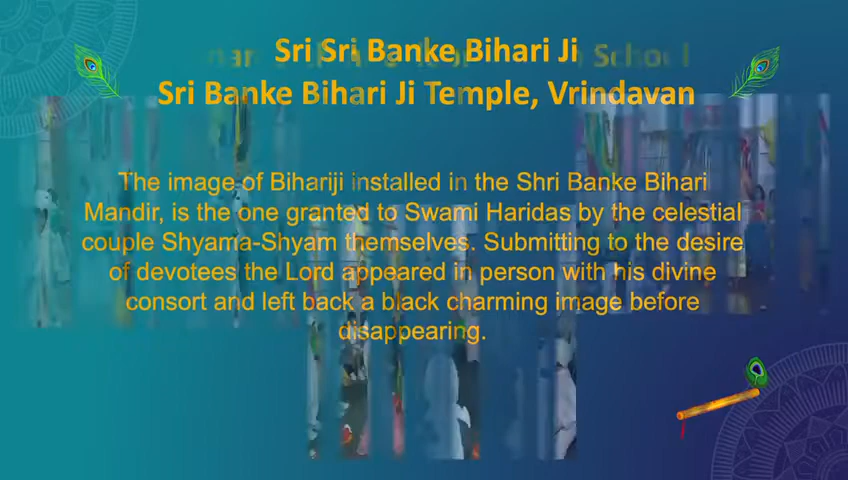 Sri Sri Banke Bihari Ji
Sri Banke Bihari Ji Temple, Vrindavan
The image of Bihariji installed in the Shri Banke Bihari
Mandir, is the one granted to Swami Haridas by the celestial
couple Shyama-Shyam themselves. Submitting to the desire
of devotees the Lord appeared in person with his divine
consort and left back a black charming image before
disappearing.